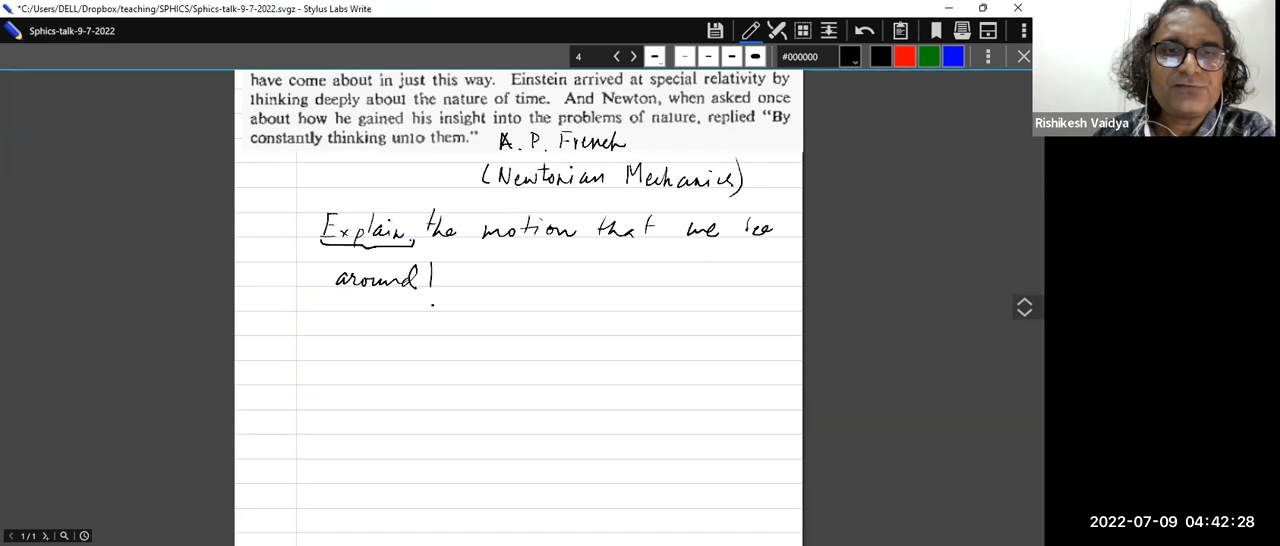 *C:/Users/DELL/Dropbox/teaching/SPHICS/Sphics-talk-9-7-2022.svgz - Stylus Labs Write
Sphics-talk-9-7-2022
4
#000000
have come about in just this way. Einstein arrived at special relativity by
thinking deeply about the nature of time. And Newton, when asked once
about how he gained his insight into the problems of nature, replied "By
constantly thinking unto them." A. P. French
(Newtonian Mechanics)
Explain, the motion that we see
around!
Rishikesh Vaidya
1/1
2022-07-09 04:42:28